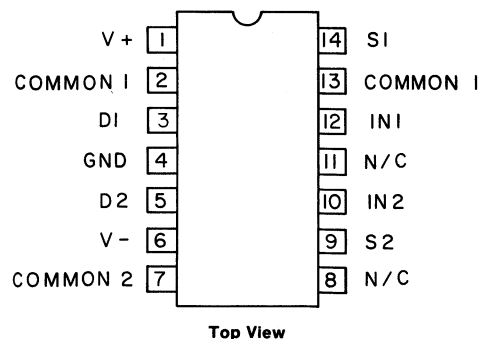 V+ 1 14 S1
COMMON 1 2 13 COMMON 1
D1 3 12 IN1
GND 4 11 N/C
D2 5 10 IN2
V- 6 9 S2
COMMON 2 7 8 N/C
Top View